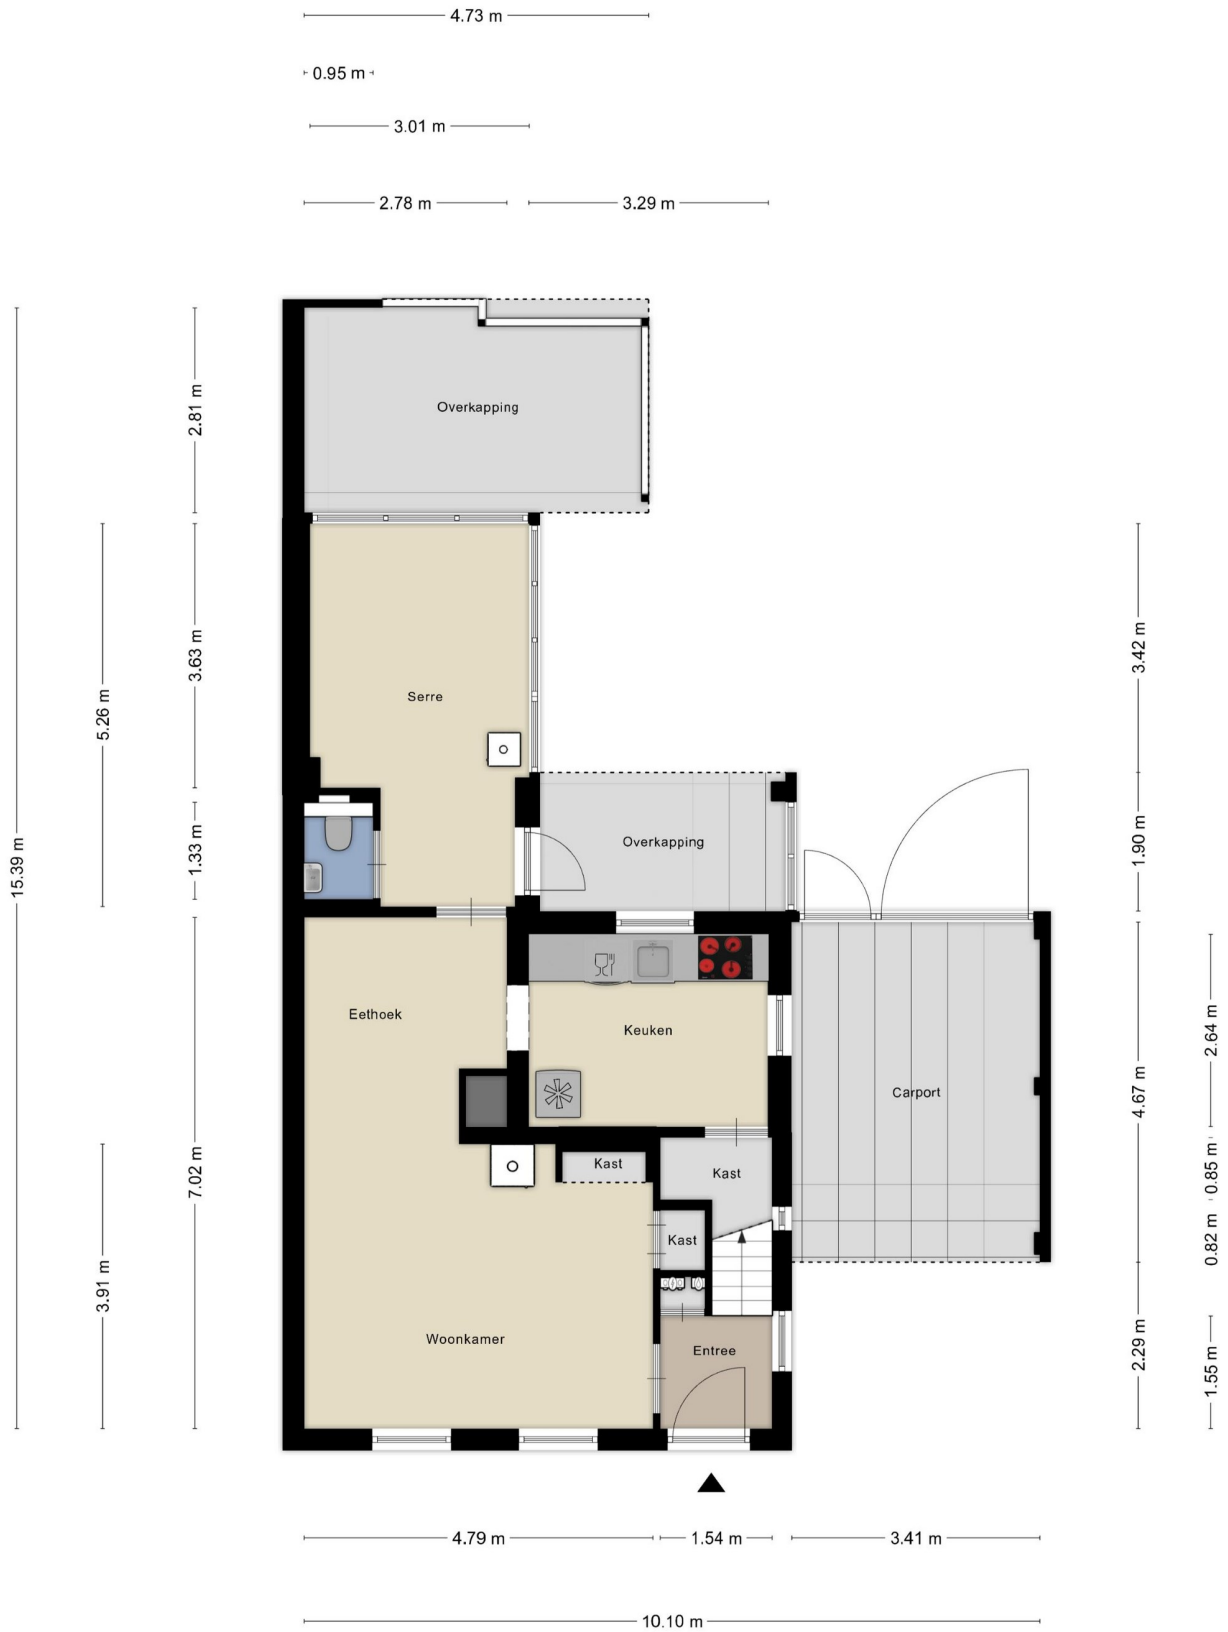 4.73 m
0.95 m
3.01 m
2.78 m
3.29 m
Overkapping
2.81 m
3.63 m
5.26 m
3.42 m
Serre
1.33 m
15.39 m
Overkapping
1.90 m
Eethoek
Keuken
Carport
2.64 m
4.67 m
7.02 m
Kast
Kast
0.85 m
Kast
0.82 m
3.91 m
Woonkamer
Entree
2.29 m
1.55 m
4.79 m
1.54 m
3.41 m
10.10 m